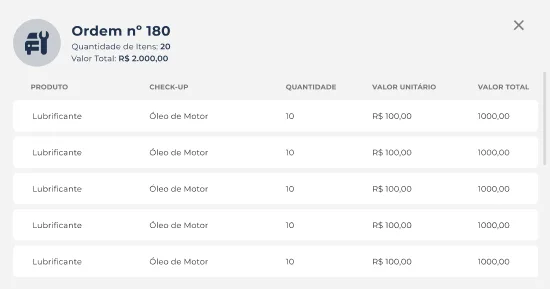 Ordem nº 180
Quantidade de Itens: 20
Valor Total: R$ 2.000,00
PRODUTO CHECK-UP QUANTIDADE VALOR UNITÁRIO VALOR TOTAL
Lubrificante Óleo de Motor 10 R$ 100,00 1000,00
Lubrificante Óleo de Motor 10 R$ 100,00 1000,00
Lubrificante Óleo de Motor 10 R$ 100,00 1000,00
Lubrificante Óleo de Motor 10 R$ 100,00 1000,00
Lubrificante Óleo de Motor 10 R$ 100,00 1000,00